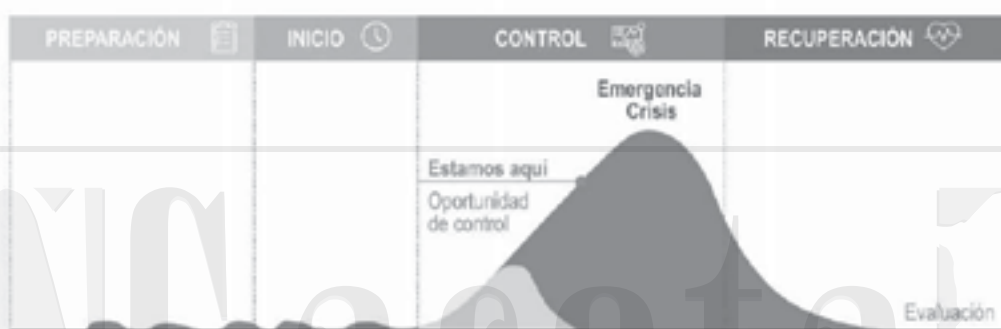 PREPARACIÓN
INICIO
CONTROL
RECUPERACIÓN
Emergencia
Crisis
Estamos aquí
Oportunidad
de control
Evaluación